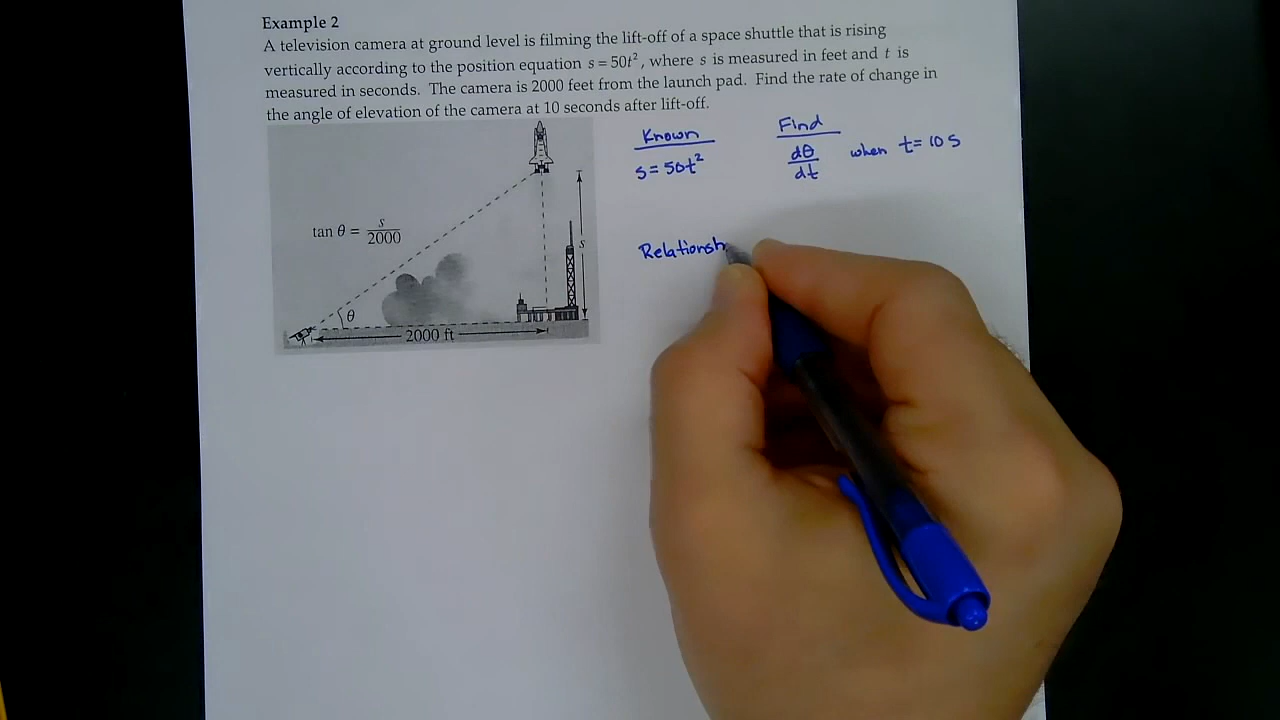 Example 2
A television camera at ground level is filming the lift-off of a space shuttle that is rising
vertically according to the position equation s = 50t², where s is measured in feet and t is
measured in seconds. The camera is 2000 feet from the launch pad. Find the rate of change in
the angle of elevation of the camera at 10 seconds after lift-off.
Known
s = 50t²
Find
dθ/dt when t = 10 s
tan θ = s/2000
s
Relationsh
θ
2000 ft